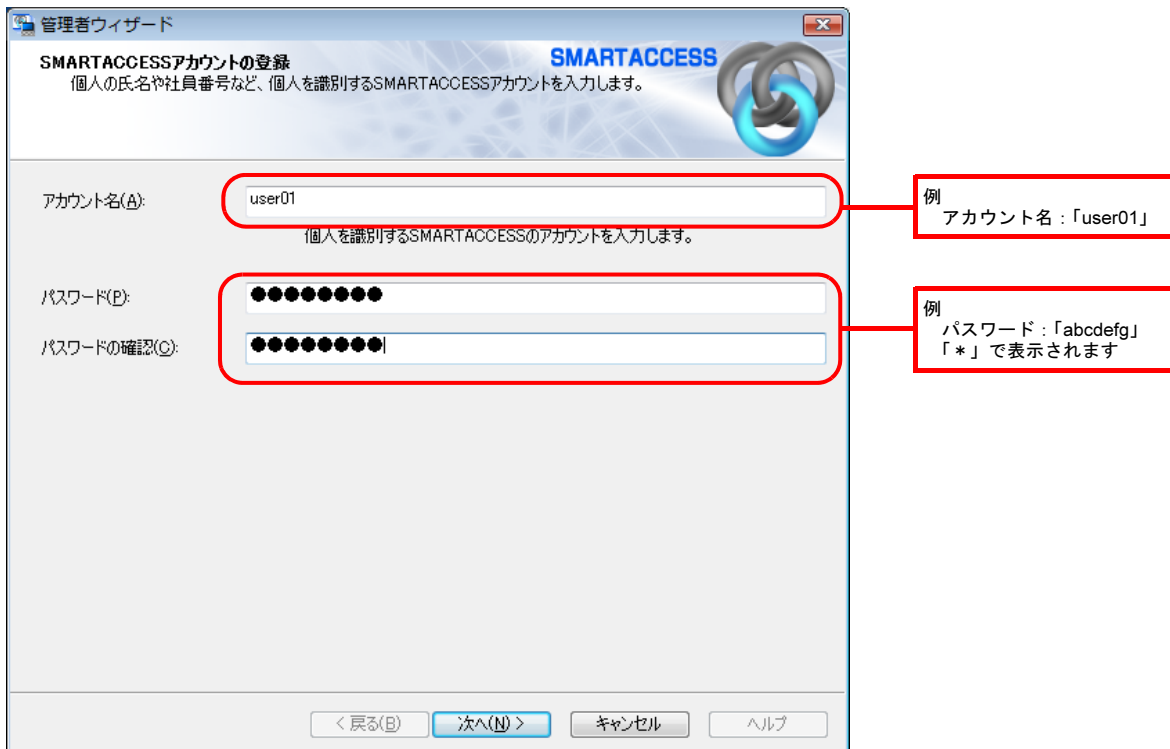 管理者ウィザード
SMARTACCESSアカウントの登録
SMARTACCESS
個人の氏名や社員番号など、個人を識別するSMARTACCESSアカウントを入力します。
アカウント名(A):
user01
個人を識別するSMARTACCESSのアカウントを入力します。
パスワード(P):
●●●●●●●●
パスワードの確認(C):
●●●●●●●●
例
アカウント名：「user01」
例
パスワード：「abcdefg」
「＊」で表示されます
< 戻る(B)
次へ(N) >
キャンセル
ヘルプ